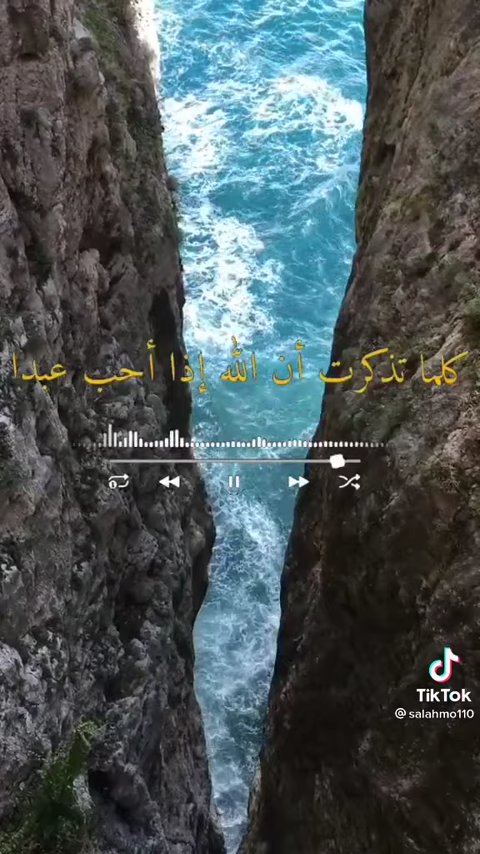 كلما تذكرت أن الله إذا أحب عبدا
TikTok
@salahmo110